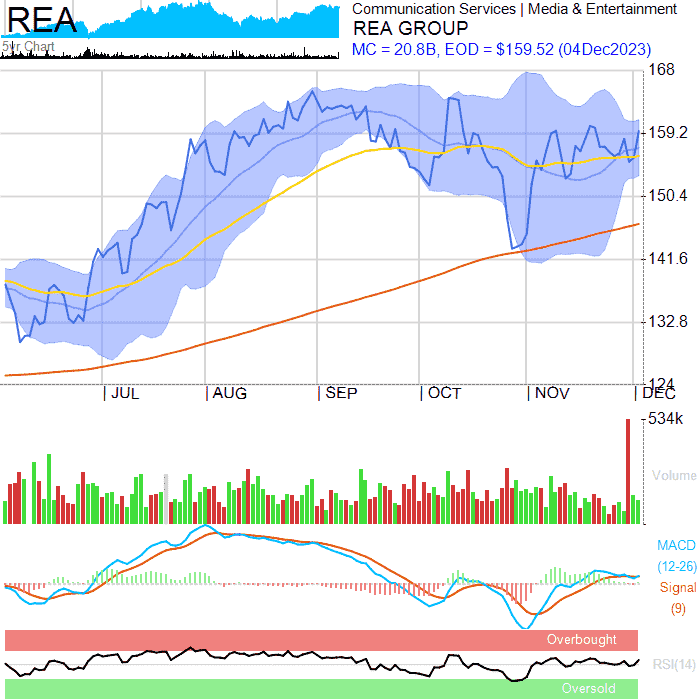 REA
5yr Chart
Communication Services | Media & Entertainment
REA GROUP
MC = 20.8B, EOD = $159.52 (04Dec2023)
168
159.2
150.4
141.6
132.8
124
JUL AUG SEP OCT NOV DEC
534k
Volume
MACD
(12-26)
Signal
(9)
Overbought
RSI(14)
Oversold